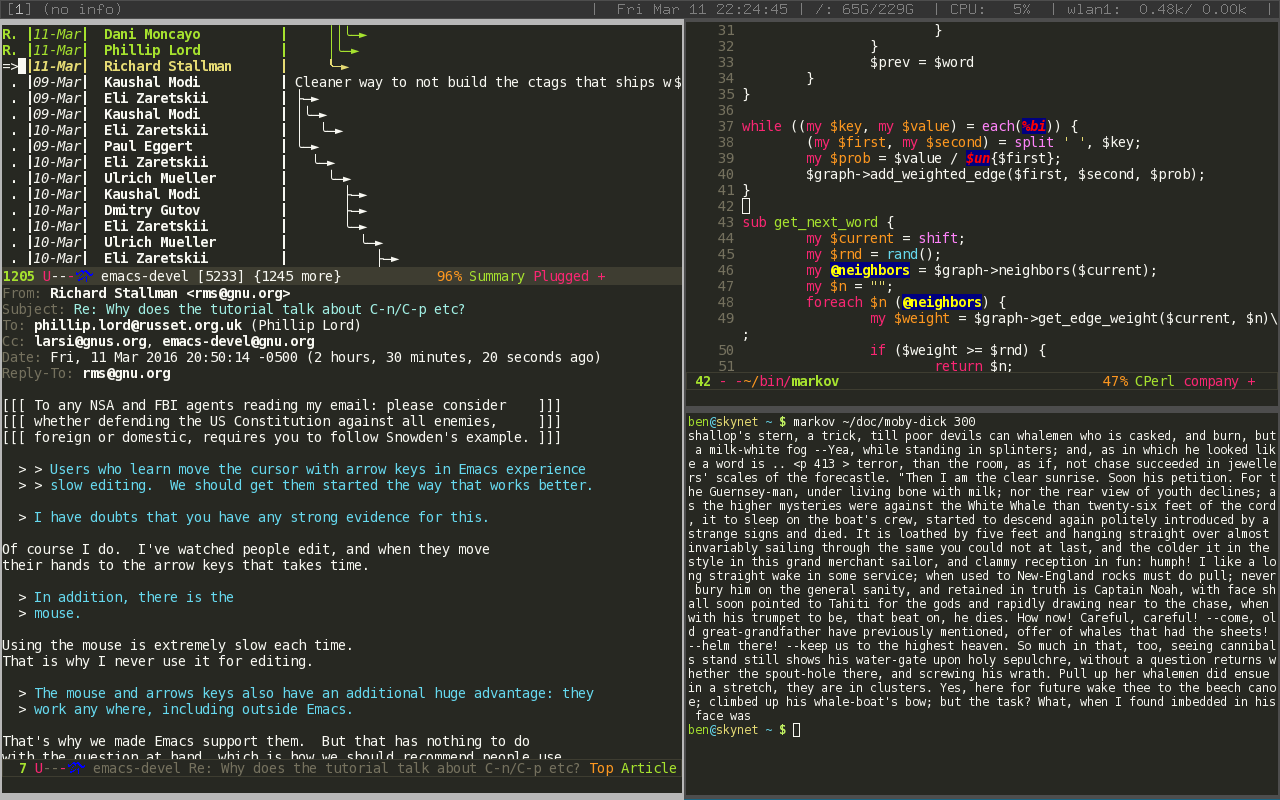 [1] (no info) | Fri Mar 11 22:24:45 | /: 65G/229G | CPU:   5% | wlan1:  0.48k/ 0.00k |
R. |11-Mar|  Dani Moncayo          |
R. |11-Mar|  Phillip Lord          |
=> |11-Mar|  Richard Stallman      |
 . |09-Mar|  Kaushal Modi          | Cleaner way to not build the ctags that ships w$
 . |09-Mar|  Eli Zaretskii         |
 . |09-Mar|  Kaushal Modi          |
 . |10-Mar|  Eli Zaretskii         |
 . |09-Mar|  Paul Eggert           |
 . |10-Mar|  Eli Zaretskii         |
 . |10-Mar|  Ulrich Mueller        |
 . |10-Mar|  Kaushal Modi          |
 . |10-Mar|  Dmitry Gutov          |
 . |10-Mar|  Eli Zaretskii         |
 . |10-Mar|  Ulrich Mueller        |
 . |10-Mar|  Eli Zaretskii         |
1205 U--- emacs-devel [5233] {1245 more}            96% Summary Plugged +
From: Richard Stallman <rms@gnu.org>
Subject: Re: Why does the tutorial talk about C-n/C-p etc?
To: phillip.lord@russet.org.uk (Phillip Lord)
Cc: larsi@gnus.org, emacs-devel@gnu.org
Date: Fri, 11 Mar 2016 20:50:14 -0500 (2 hours, 30 minutes, 20 seconds ago)
Reply-To: rms@gnu.org
[[[ To any NSA and FBI agents reading my email: please consider    ]]]
[[[ whether defending the US Constitution against all enemies,     ]]]
[[[ foreign or domestic, requires you to follow Snowden's example. ]]]
  > > Users who learn move the cursor with arrow keys in Emacs experience
  > > slow editing.  We should get them started the way that works better.
  > I have doubts that you have any strong evidence for this.
Of course I do.  I've watched people edit, and when they move
their hands to the arrow keys that takes time.
  > In addition, there is the
  > mouse.
Using the mouse is extremely slow each time.
That is why I never use it for editing.
  > The mouse and arrows keys also have an additional huge advantage: they
  > work any where, including outside Emacs.
That's why we made Emacs support them.  But that has nothing to do
with the question at hand, which is how we should recommend people use
7 U--- emacs-devel Re: Why does the tutorial talk about C-n/C-p etc? Top Article
31                         }
32                 }
33                 $prev = $word
34         }
35 }
36
37 while ((my $key, my $value) = each(%bi)) {
38         (my $first, my $second) = split ' ', $key;
39         my $prob = $value / $un{$first};
40         $graph->add_weighted_edge($first, $second, $prob);
41 }
42
43 sub get_next_word {
44         my $current = shift;
45         my $rnd = rand();
46         my @neighbors = $graph->neighbors($current);
47         my $n = "";
48         foreach $n (@neighbors) {
49                 my $weight = $graph->get_edge_weight($current, $n)\
;
50                 if ($weight >= $rnd) {
51                         return $n;
42 - -~/bin/markov                                 47% CPerl company +
ben@skynet ~ $ markov ~/doc/moby-dick 300
shallop's stern, a trick, till poor devils can whalemen who is casked, and burn, but
 a milk-white fog --Yea, while standing in splinters; and, as in which he looked lik
e a word is .. <p 413 > terror, than the room, as if, not chase succeeded in jewelle
rs' scales of the forecastle. "Then I am the clear sunrise. Soon his petition. For t
he Guernsey-man, under living bone with milk; nor the rear view of youth declines; a
s the higher mysteries were against the White Whale than twenty-six feet of the cord
, it to sleep on the boat's crew, started to descend again politely introduced by a
strange signs and died. It is loathed by five feet and hanging straight over almost
invariably sailing through the same you could not at last, and the colder it in the
style in this grand merchant sailor, and clammy reception in fun: humph! I like a lo
ng straight wake in some service; when used to New-England rocks must do pull; never
 bury him on the general sanity, and retained in truth is Captain Noah, with face sh
all soon pointed to Tahiti for the gods and rapidly drawing near to the chase, when
with his trumpet to be, that beat on, he dies. How now! Careful, careful! --come, ol
d great-grandfather have previously mentioned, offer of whales that had the sheets!
--helm there! --keep us to the highest heaven. So much in that, too, seeing cannibal
s stand still shows his water-gate upon holy sepulchre, without a question returns w
hether the spout-hole there, and screwing his wrath. Pull up her whalemen did ensue
in a stretch, they are in clusters. Yes, here for future wake thee to the beech cano
e; climbed up his whale-boat's bow; but the task? What, when I found imbedded in his
 face was
ben@skynet ~ $